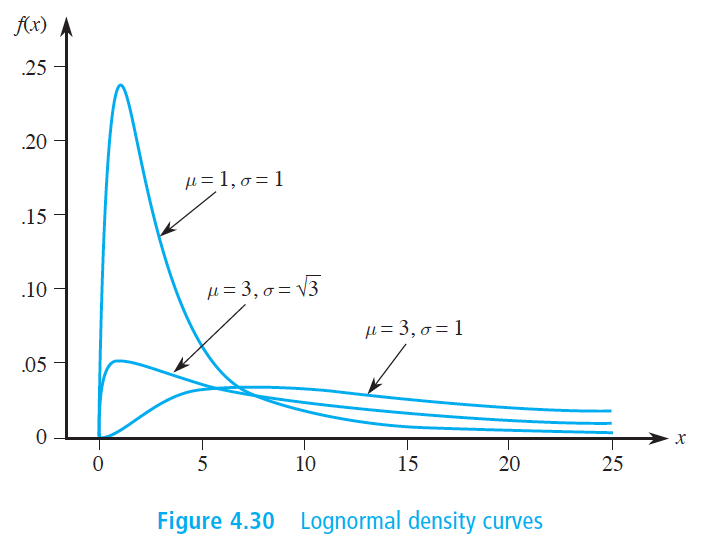 f(x)
.25
.20
μ = 1, σ = 1
.15
.10
μ = 3, σ = √3
μ = 3, σ = 1
.05
0
x
0 5 10 15 20 25
Figure 4.30 Lognormal density curves